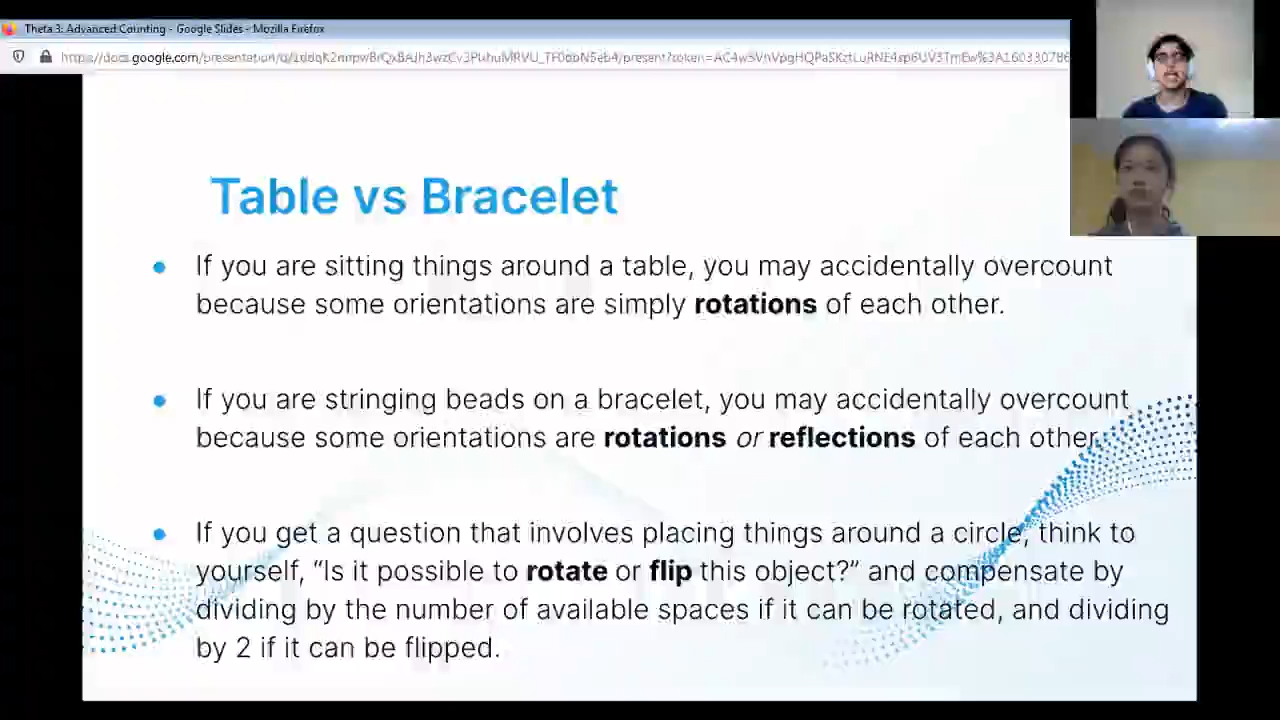 Theta 3: Advanced Counting - Google Slides - Mozilla Firefox
Table vs Bracelet
If you are sitting things around a table, you may accidentally overcount
because some orientations are simply rotations of each other.
If you are stringing beads on a bracelet, you may accidentally overcount
because some orientations are rotations or reflections of each other.
If you get a question that involves placing things around a circle, think to
yourself, “Is it possible to rotate or flip this object?” and compensate by
dividing by the number of available spaces if it can be rotated, and dividing
by 2 if it can be flipped.